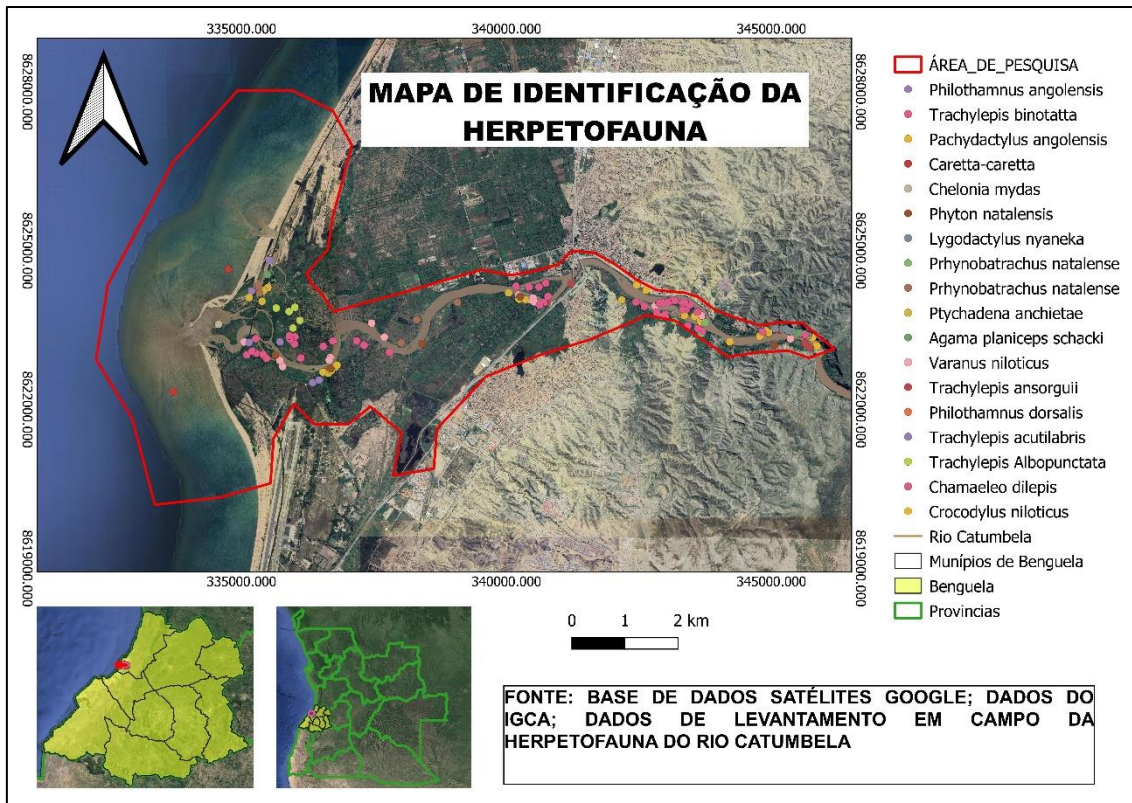 335000.000 340000.000 345000.000
8628000.000 8628000.000
MAPA DE IDENTIFICAÇÃO DA
HERPETOFAUNA
8625000.000 8625000.000
8622000.000 8622000.000
8619000.000 8619000.000
335000.000 340000.000 345000.000
ÁREA_DE_PESQUISA
Philothamnus angolensis
Trachylepis binotatta
Pachydactylus angolensis
Caretta-caretta
Chelonia mydas
Phyton natalensis
Lygodactylus nyaneka
Prhynobatrachus natalense
Prhynobatrachus natalense
Ptychadena anchietae
Agama planiceps schacki
Varanus niloticus
Trachylepis ansorguii
Philothamnus dorsalis
Trachylepis acutilabris
Trachylepis Albopunctata
Chamaeleo dilepis
Crocodylus niloticus
Rio Catumbela
Munípios de Benguela
Benguela
Provincias
0 1 2 km
FONTE: BASE DE DADOS SATÉLITES GOOGLE; DADOS DO
IGCA; DADOS DE LEVANTAMENTO EM CAMPO DA
HERPETOFAUNA DO RIO CATUMBELA